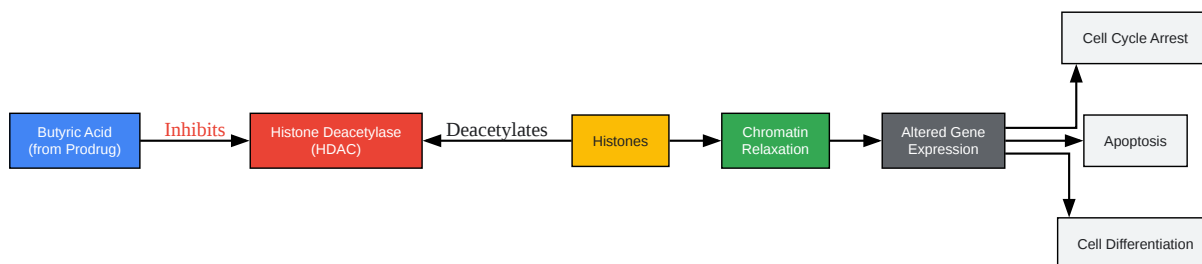 Cell Cycle Arrest
Butyric Acid
(from Prodrug)
Inhibits
Histone Deacetylase
(HDAC)
Deacetylates
Histones
Chromatin
Relaxation
Altered Gene
Expression
Apoptosis
Cell Differentiation